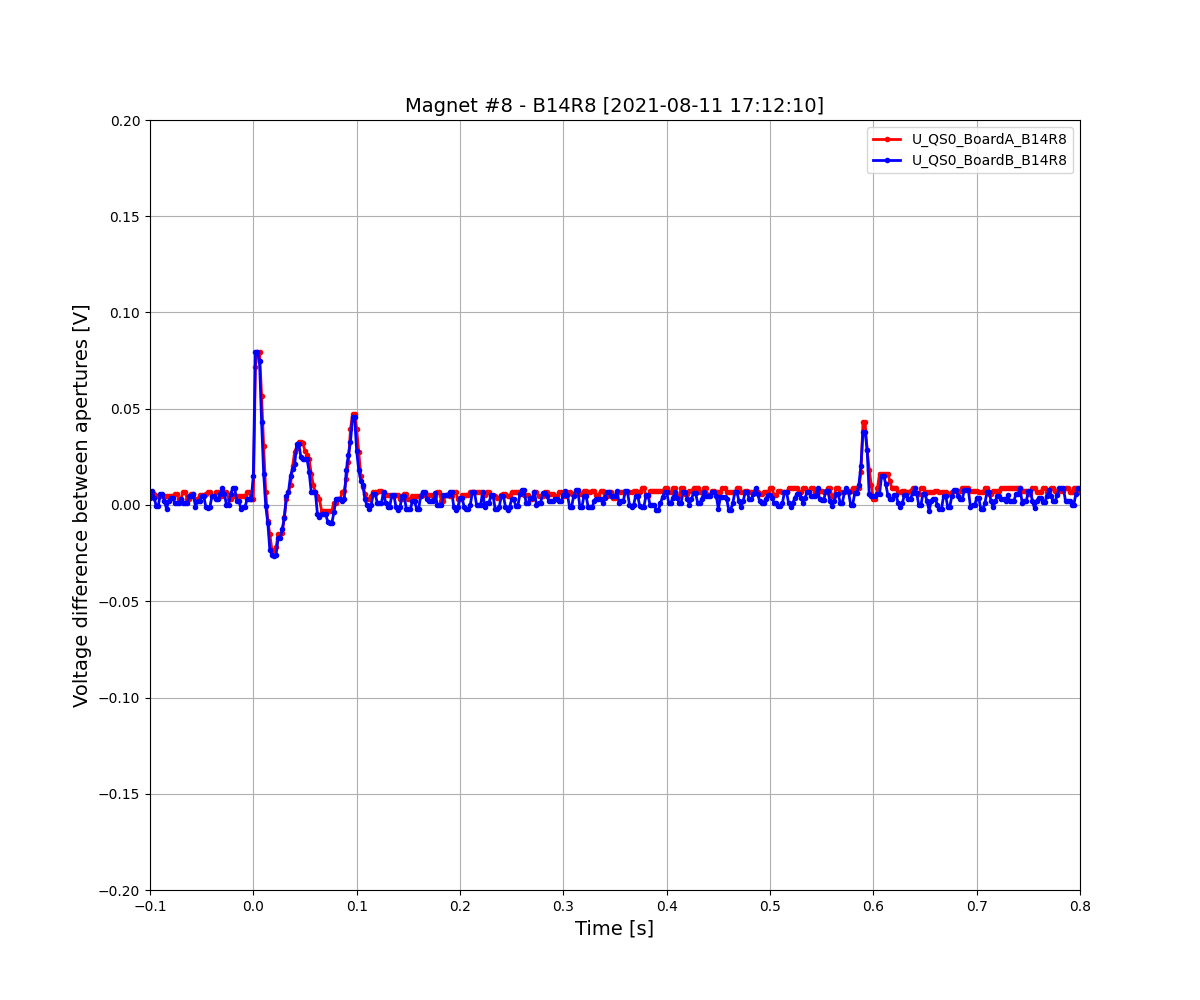 Magnet #8 - B14R8 [2021-08-11 17:12:10]
U_QS0_BoardA_B14R8
U_QS0_BoardB_B14R8
Voltage difference between apertures [V]
0.20
0.15
0.10
0.05
0.00
−0.05
−0.10
−0.15
−0.20
−0.1 0.0 0.1 0.2 0.3 0.4 0.5 0.6 0.7 0.8
Time [s]